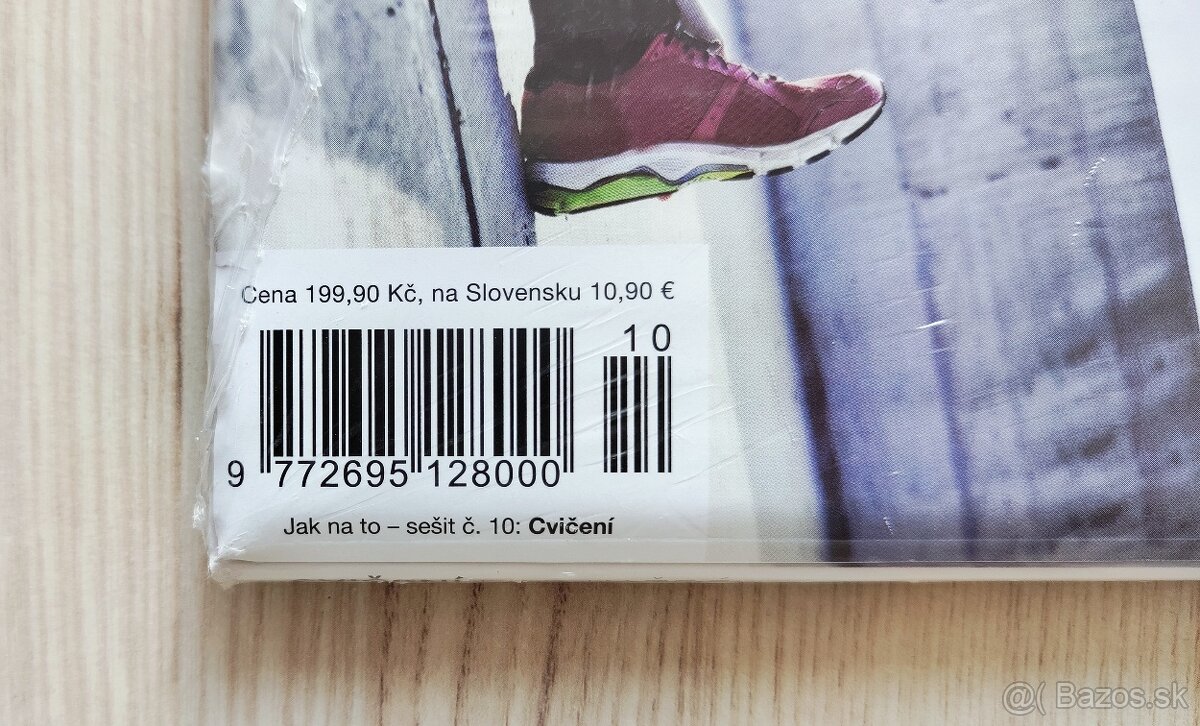 Cena 199,90 Kč, na Slovensku 10,90 €
10
9 772695 128000
Jak na to – sešit č. 10: Cvičení
@( Bazos.sk